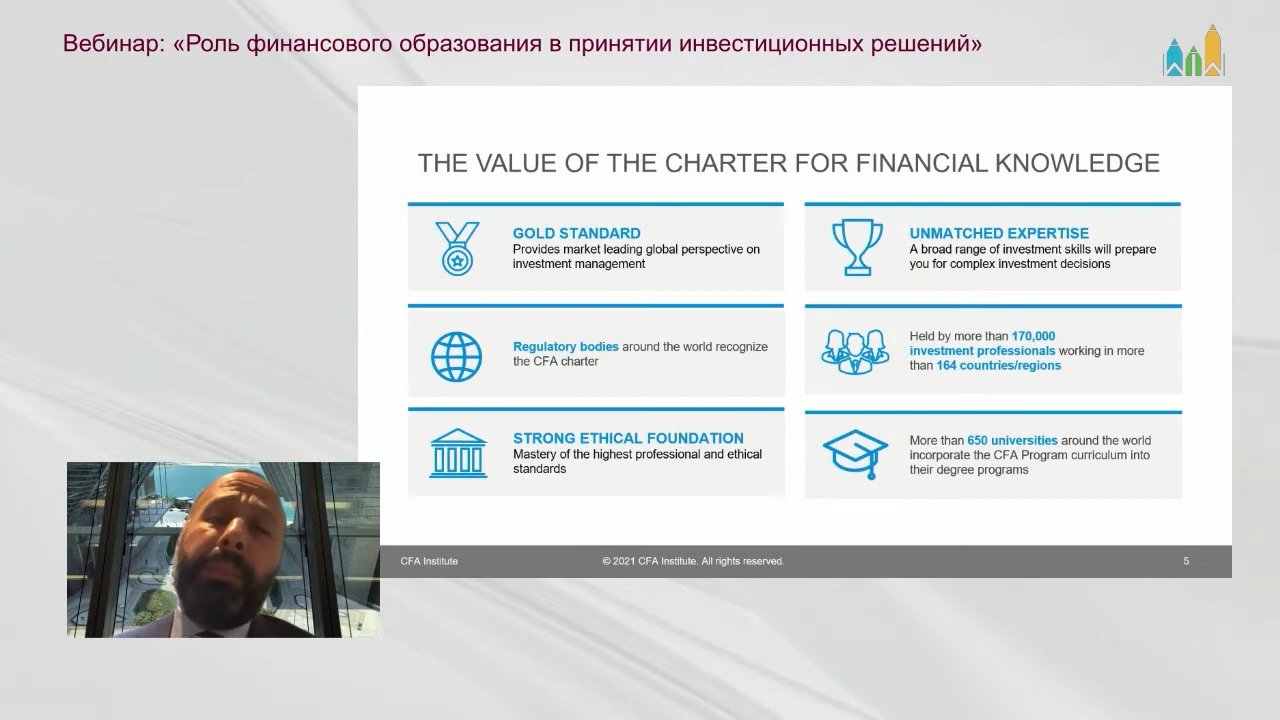 Вебинар: «Роль финансового образования в принятии инвестиционных решений»
THE VALUE OF THE CHARTER FOR FINANCIAL KNOWLEDGE
GOLD STANDARD
Provides market leading global perspective on
investment management
UNMATCHED EXPERTISE
A broad range of investment skills will prepare
you for complex investment decisions
Regulatory bodies around the world recognize
the CFA charter
Held by more than 170,000
investment professionals working in more
than 164 countries/regions
STRONG ETHICAL FOUNDATION
Mastery of the highest professional and ethical
standards
More than 650 universities around the world
incorporate the CFA Program curriculum into
their degree programs
CFA Institute
© 2021 CFA Institute. All rights reserved.
5